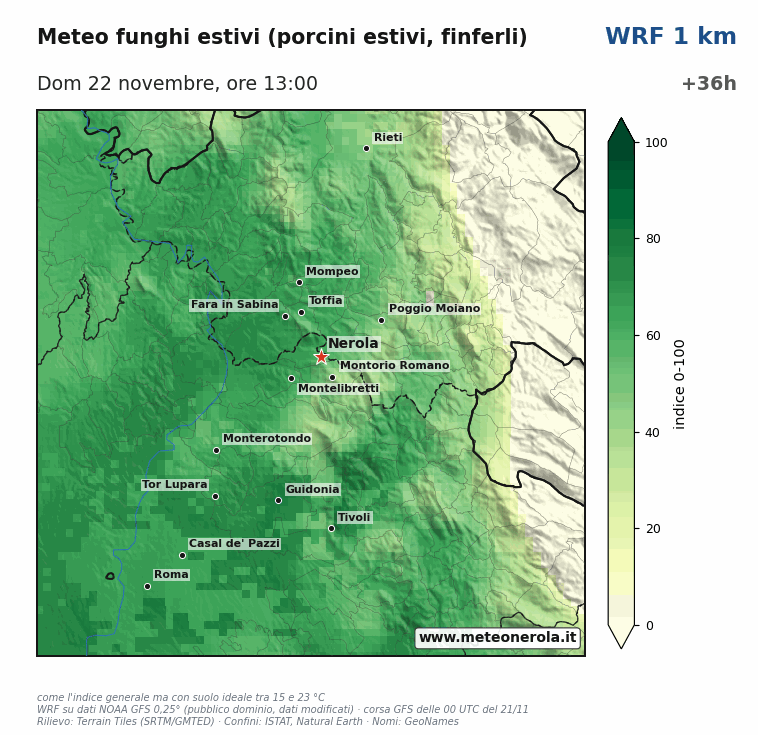 Meteo funghi estivi (porcini estivi, finferli)
WRF 1 km
Dom 22 novembre, ore 13:00
+36h
Rieti
Mompeo
Toffia
Fara in Sabina
Poggio Moiano
Nerola
Montorio Romano
Montelibretti
Monterotondo
Tor Lupara
Guidonia
Tivoli
Casal de' Pazzi
Roma
www.meteonerola.it
100
80
60
40
20
0
indice 0-100
come l'indice generale ma con suolo ideale tra 15 e 23 °C
WRF su dati NOAA GFS 0,25° (pubblico dominio, dati modificati) · corsa GFS delle 00 UTC del 21/11
Rilievo: Terrain Tiles (SRTM/GMTED) · Confini: ISTAT, Natural Earth · Nomi: GeoNames